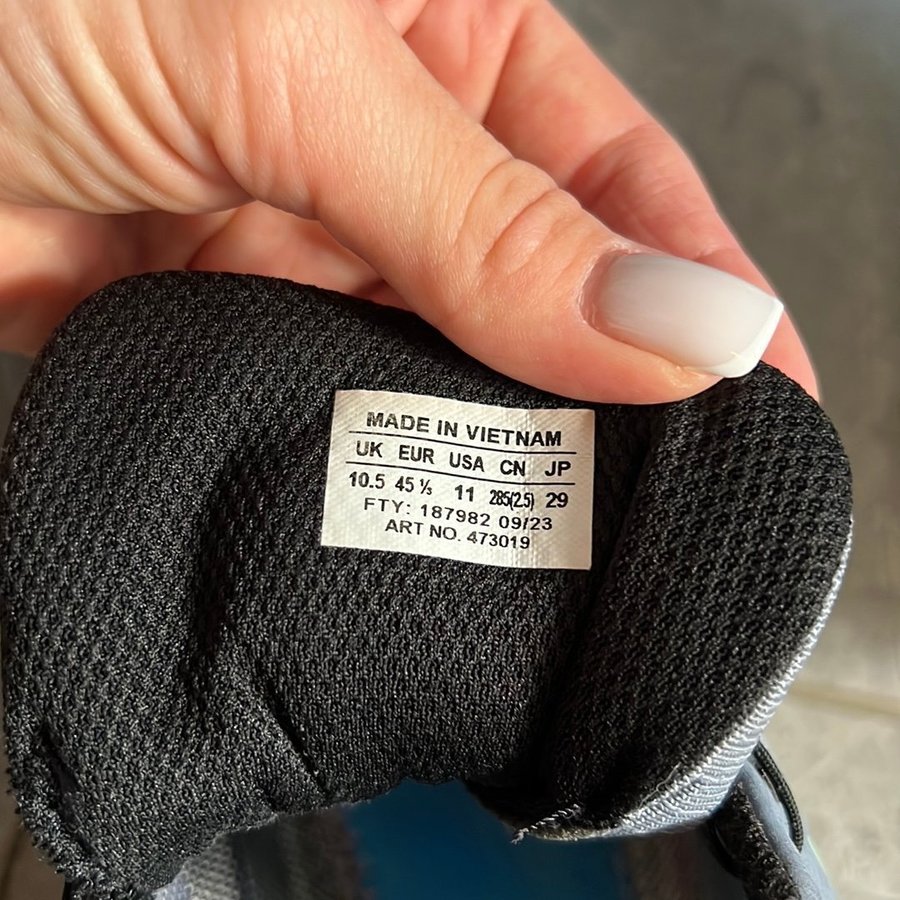 MADE IN VIETNAM
UK EUR USA CN JP
10.5 45 ⅓ 11 285(2.5) 29
FTY: 187982 09/23
ART NO. 473019